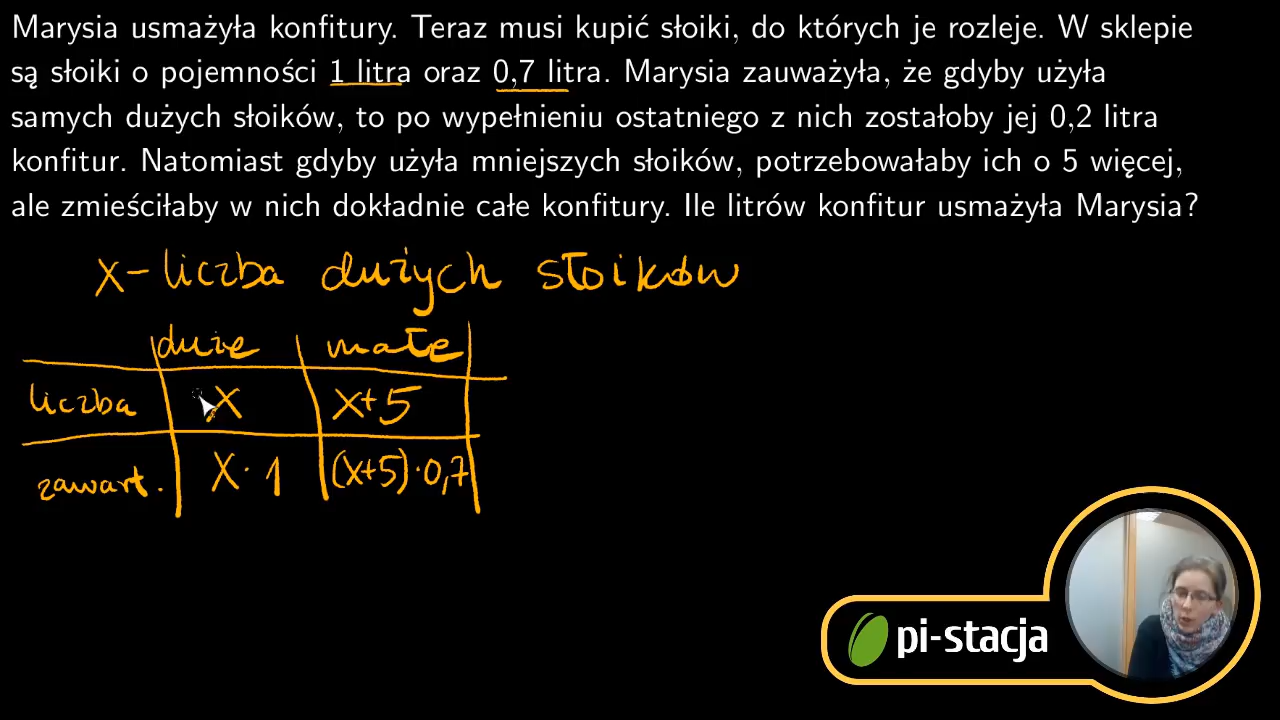 Marysia usmażyła konfitury. Teraz musi kupić słoiki, do których je rozleje. W sklepie
są słoiki o pojemności 1 litra oraz 0,7 litra. Marysia zauważyła, że gdyby użyła
samych dużych słoików, to po wypełnieniu ostatniego z nich zostałoby jej 0,2 litra
konfitur. Natomiast gdyby użyła mniejszych słoików, potrzebowałaby ich o 5 więcej,
ale zmieściłaby w nich dokładnie całe konfitury. Ile litrów konfitur usmażyła Marysia?
x – liczba dużych słoików
duże małe
liczba x x+5
zawart. x · 1 (x+5) · 0,7
pi-stacja